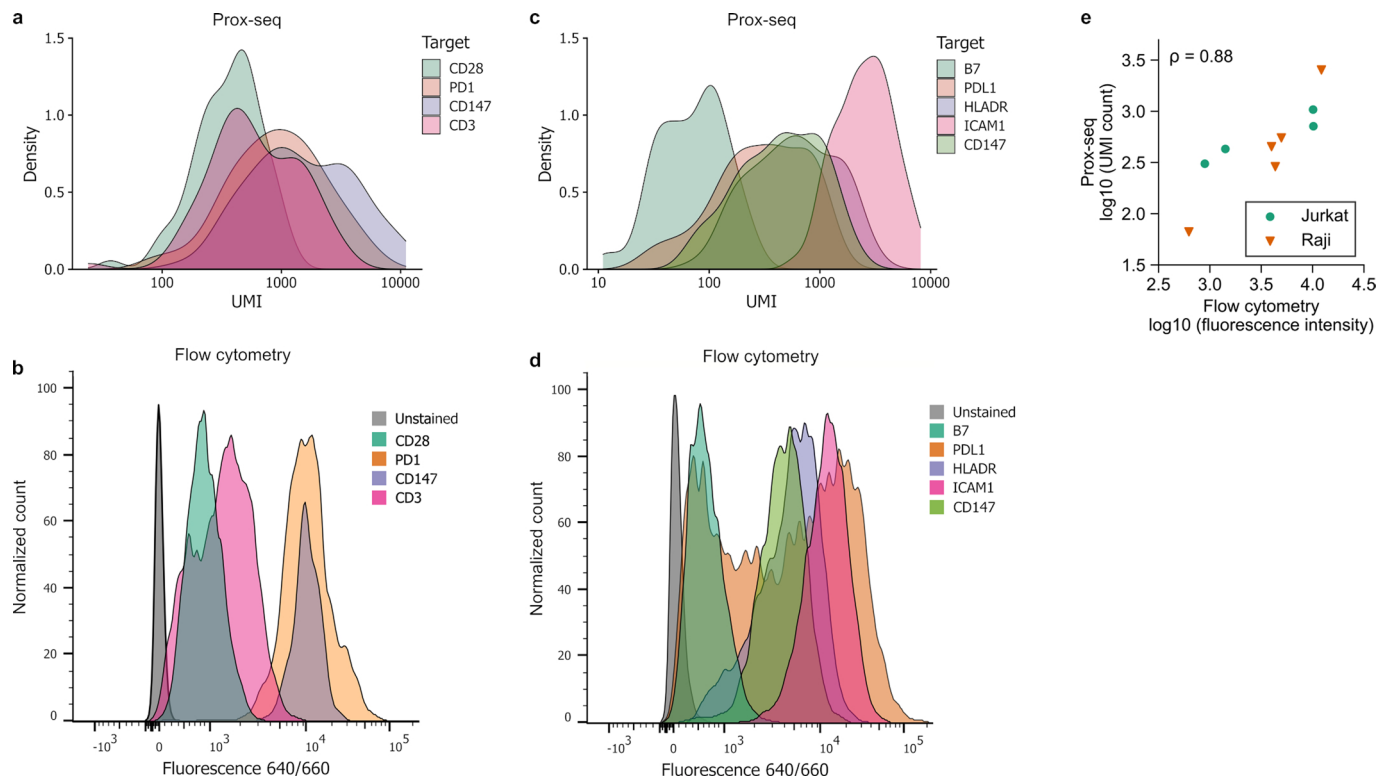 a
Prox-seq
1.5
1.0
0.5
0.0
Density
100
1000
10000
UMI
Target
CD28
PD1
CD147
CD3
c
Prox-seq
1.5
1.0
0.5
0.0
Density
10
100
1000
10000
UMI
Target
B7
PDL1
HLADR
ICAM1
CD147
e
ρ = 0.88
3.5
3.0
2.5
2.0
1.5
Prox-seq
log10 (UMI count)
Jurkat
Raji
2.5
3.0
3.5
4.0
4.5
Flow cytometry
log10 (fluorescence intensity)
b
Flow cytometry
100
80
60
40
20
0
Normalized count
-10³
0
10³
10⁴
10⁵
Fluorescence 640/660
Unstained
CD28
PD1
CD147
CD3
d
Flow cytometry
100
80
60
40
20
0
Normalized count
-10³
0
10³
10⁴
10⁵
Fluorescence 640/660
Unstained
B7
PDL1
HLADR
ICAM1
CD147